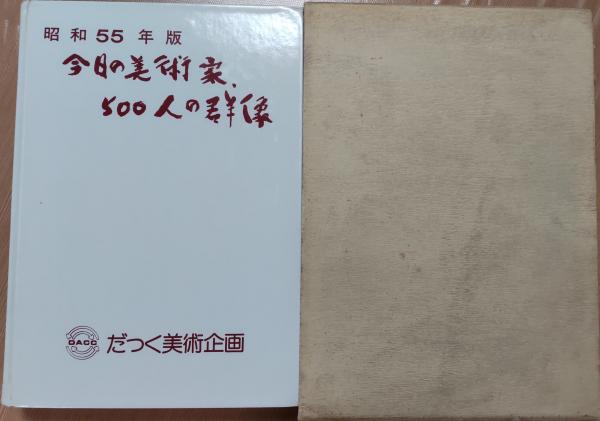 昭和55年版
今日の美術家
500人の群像
DACC
だつく美術企画